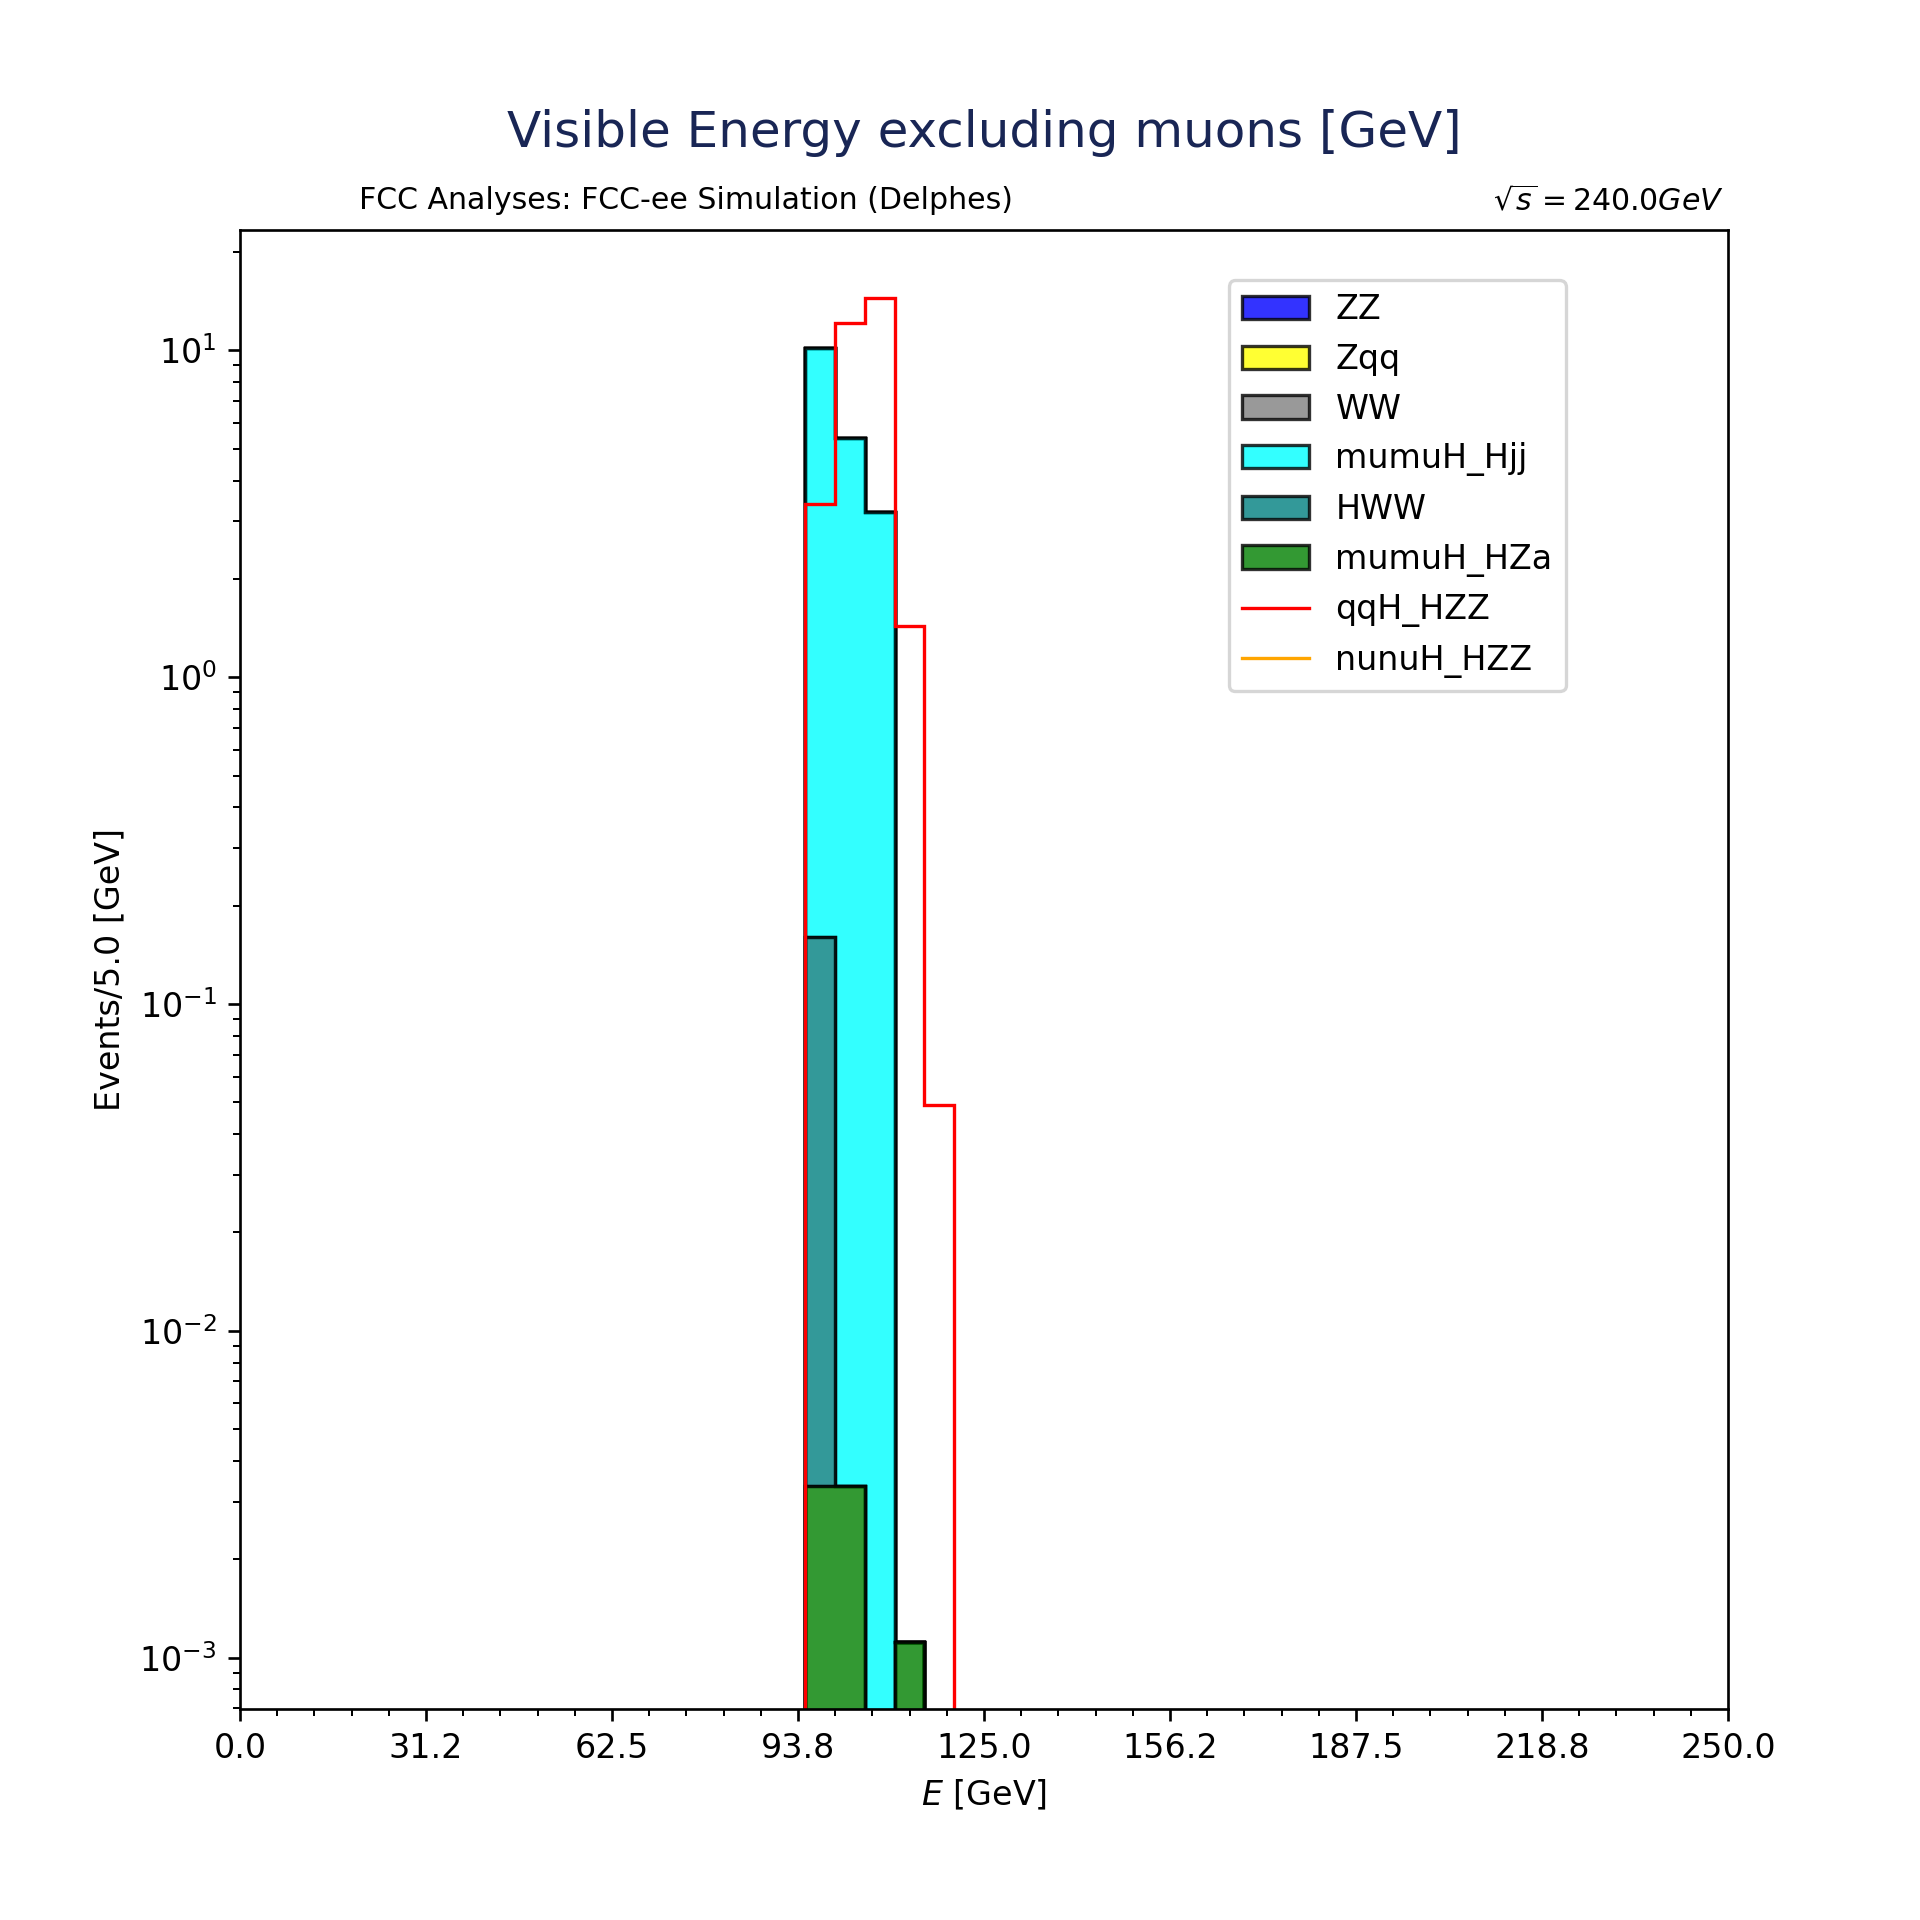 Visible Energy excluding muons [GeV]
FCC Analyses: FCC-ee Simulation (Delphes)
√s = 240.0GeV
ZZ
Zqq
WW
mumuH_Hjj
HWW
mumuH_HZa
qqH_HZZ
nunuH_HZZ
10¹
10⁰
10⁻¹
10⁻²
10⁻³
Events/5.0 [GeV]
0.0 31.2 62.5 93.8 125.0 156.2 187.5 218.8 250.0
E [GeV]